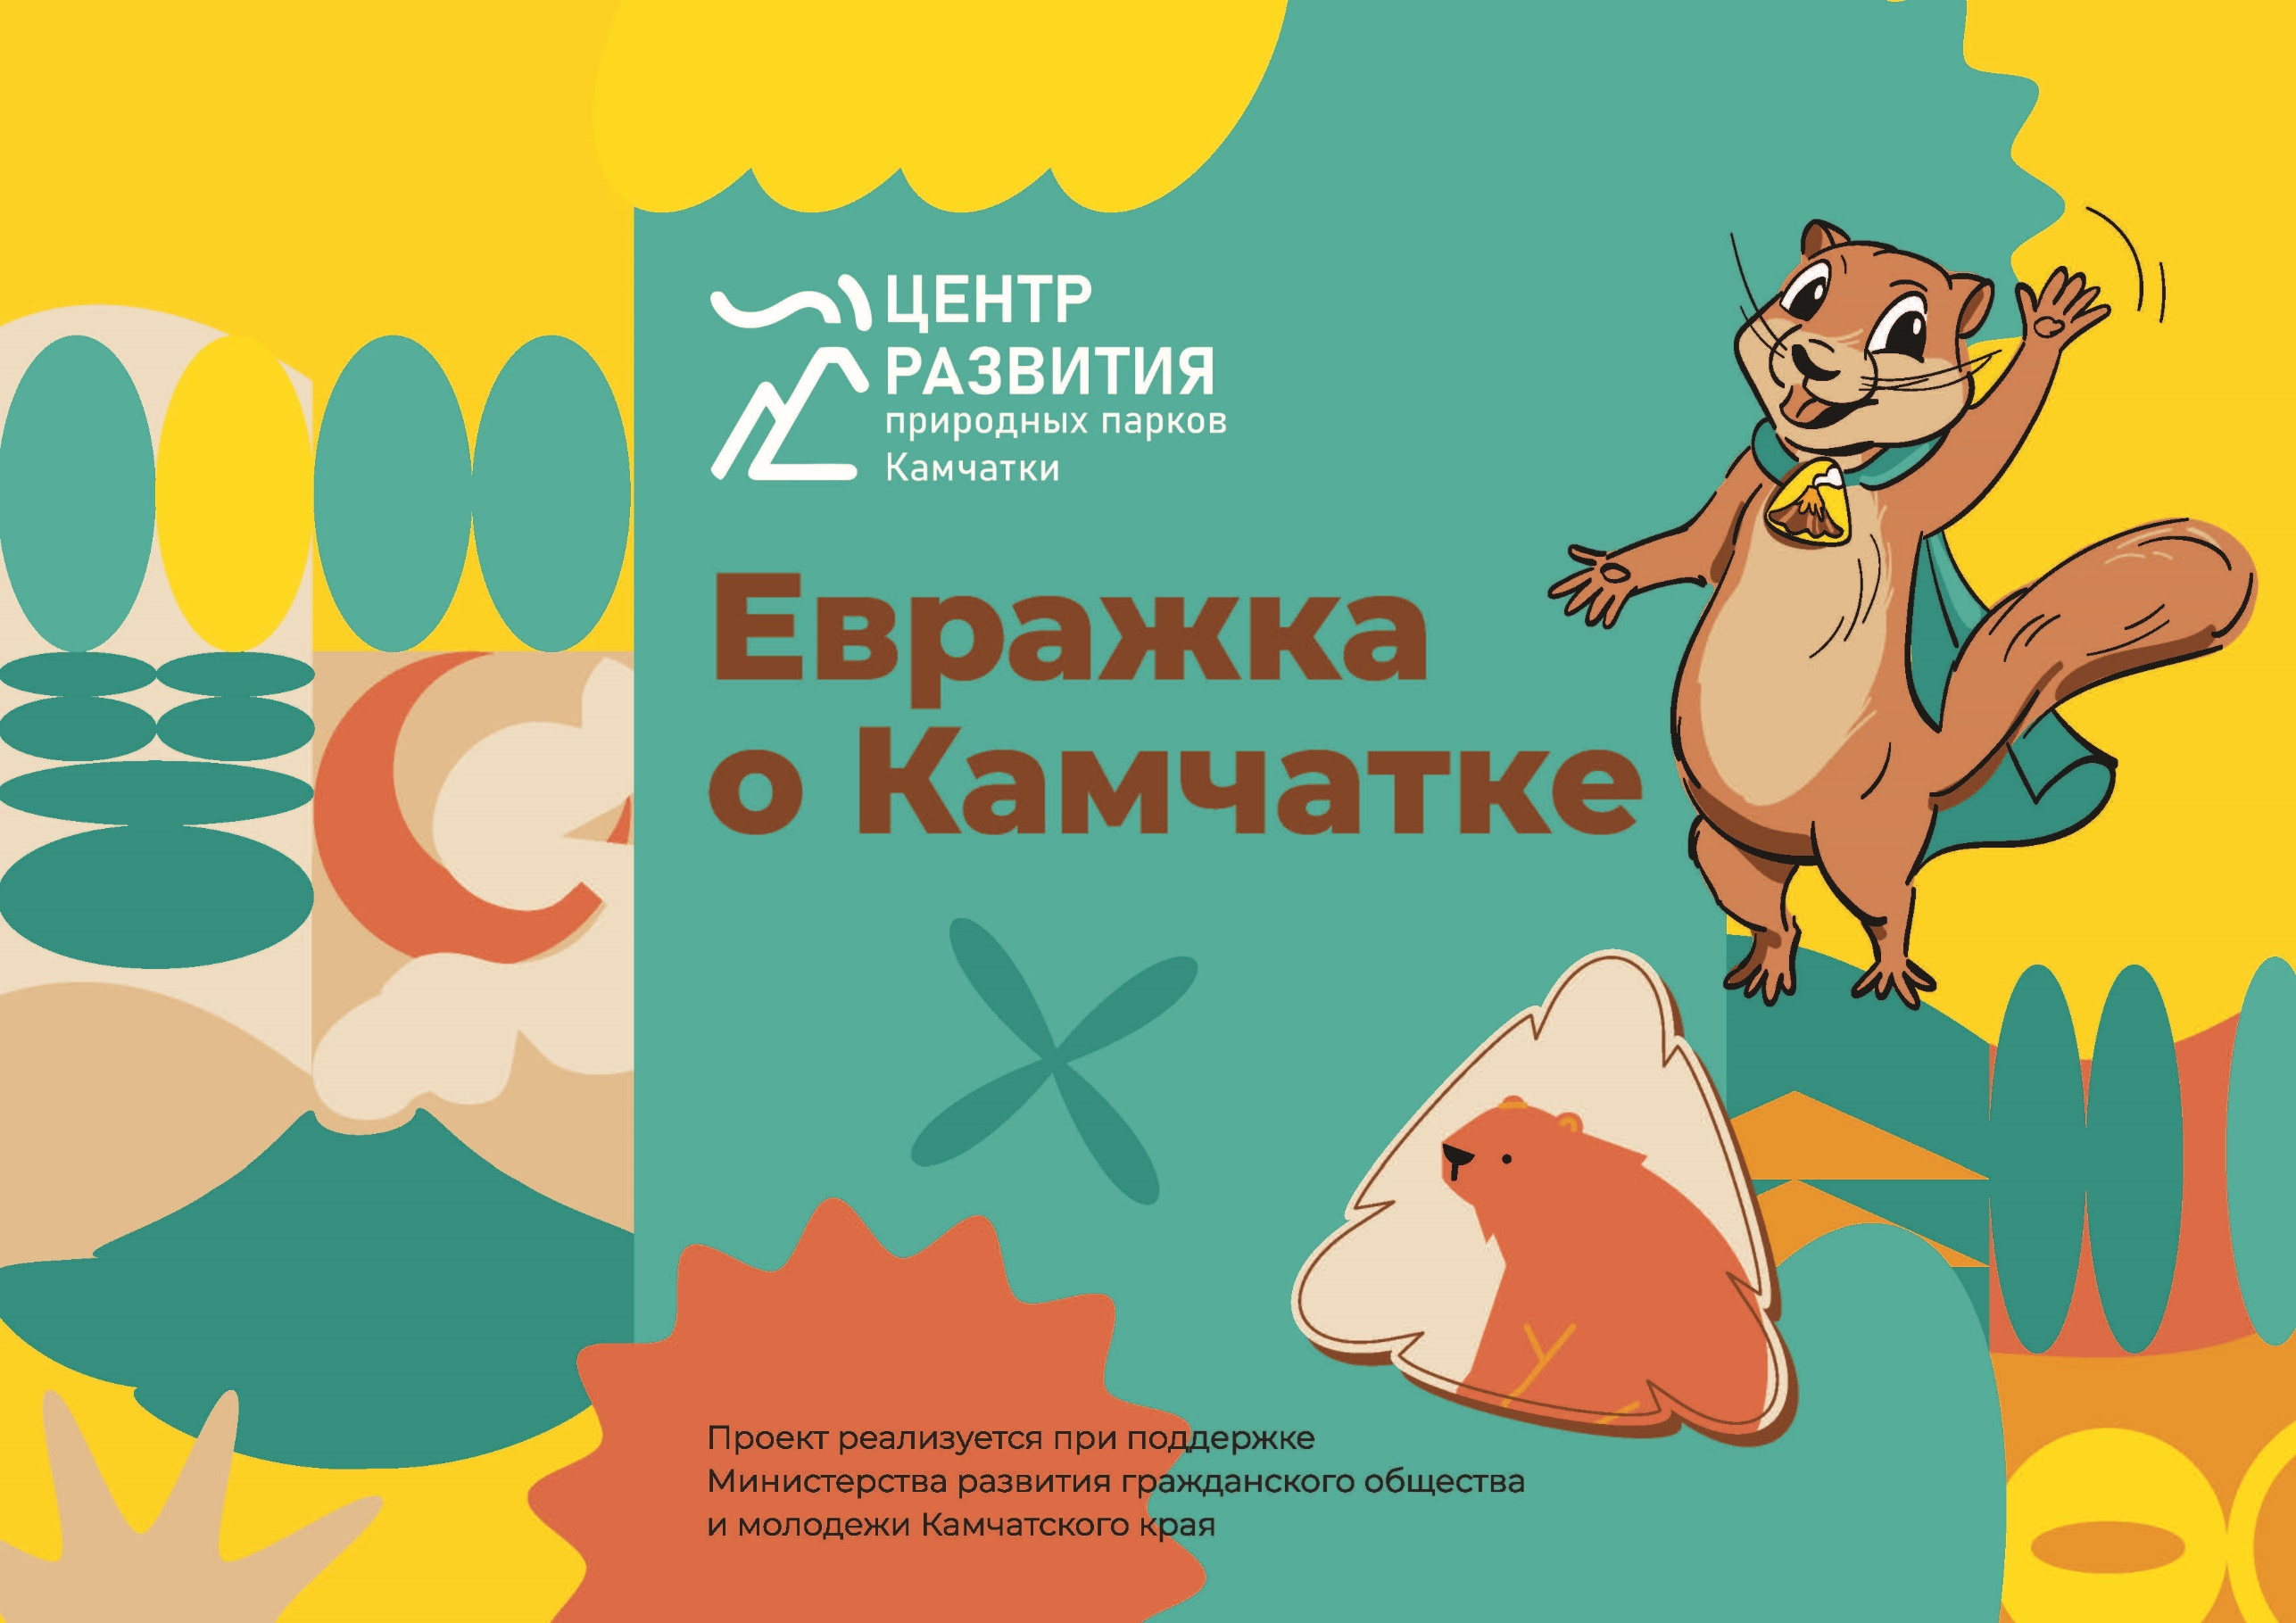 ЦЕНТР
РАЗВИТИЯ
природных парков
Камчатки
Евражка
о Камчатке
Проект реализуется при поддержке
Министерства развития гражданского общества
и молодежи Камчатского края